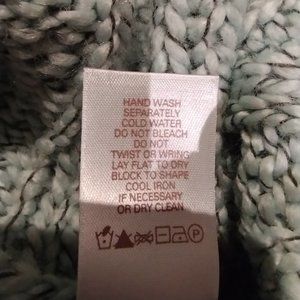 HAND WASH
SEPARATELY
COLD WATER
DO NOT BLEACH
DO NOT
TWIST OR WRING
LAY FLAT TO DRY
BLOCK TO SHAPE
COOL IRON
IF NECESSARY
OR DRY CLEAN
P